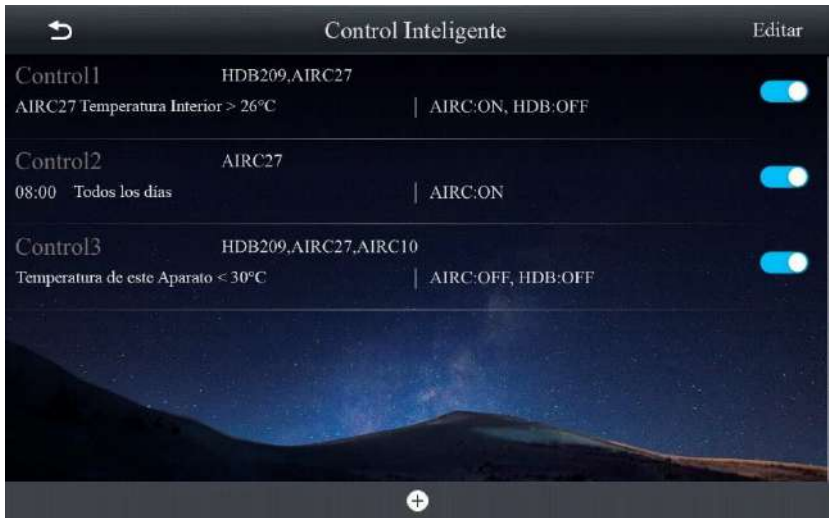 Control Inteligente Editar
Control1 HDB209,AIRC27
AIRC27 Temperatura Interior > 26°C | AIRC:ON, HDB:OFF
Control2 AIRC27
08:00 Todos los días | AIRC:ON
Control3 HDB209,AIRC27,AIRC10
Temperatura de este Aparato < 30°C | AIRC:OFF, HDB:OFF